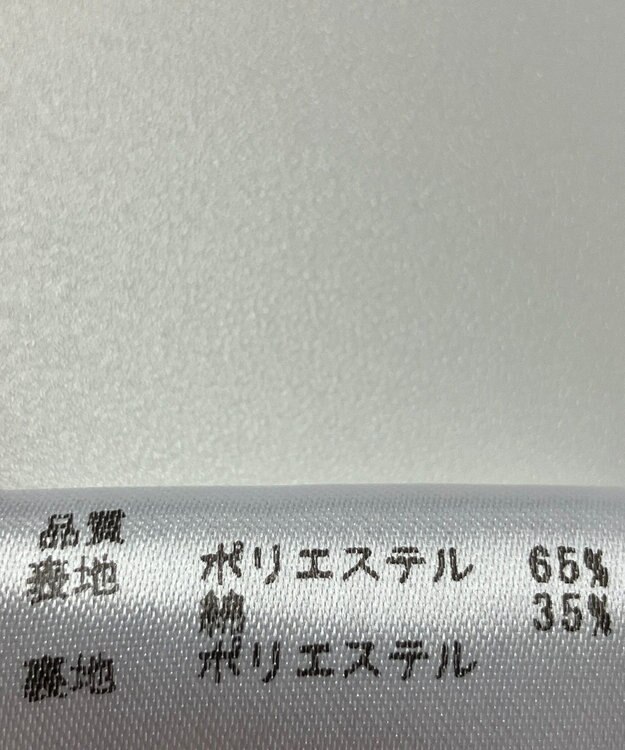 品質
表地 ポリエステル 65%
綿 35%
裏地 ポリエステル